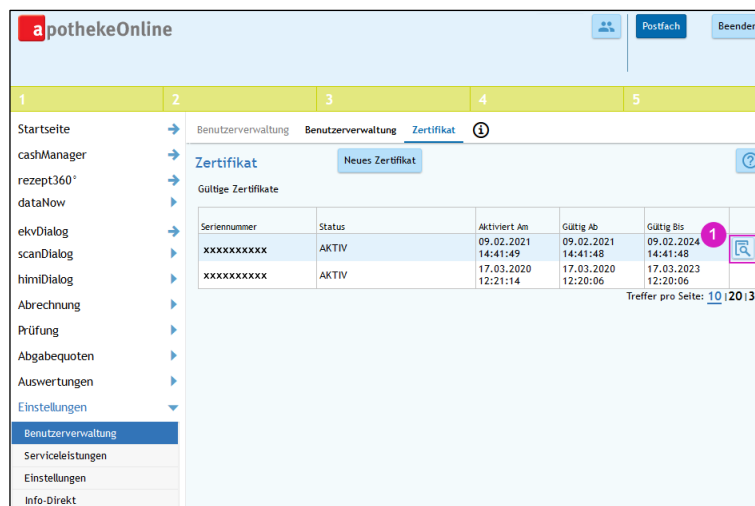 apothekeOnline
Postfach
Beenden
1 2 3 4 5
Startseite
cashManager
rezept360°
dataNow
ekvDialog
scanDialog
himiDialog
Abrechnung
Prüfung
Abgabequoten
Auswertungen
Einstellungen
Benutzerverwaltung
Serviceleistungen
Einstellungen
Info-Direkt
Benutzerverwaltung Benutzerverwaltung Zertifikat i
Zertifikat Neues Zertifikat ?
Gültige Zertifikate
Seriennummer Status Aktiviert Am Gültig Ab Gültig Bis
1
xxxxxxxxxx AKTIV 09.02.2021 09.02.2021 09.02.2024
14:41:49 14:41:48 14:41:48
xxxxxxxxxx AKTIV 17.03.2020 17.03.2020 17.03.2023
12:21:14 12:20:06 12:20:06
Treffer pro Seite: 10 |20|3